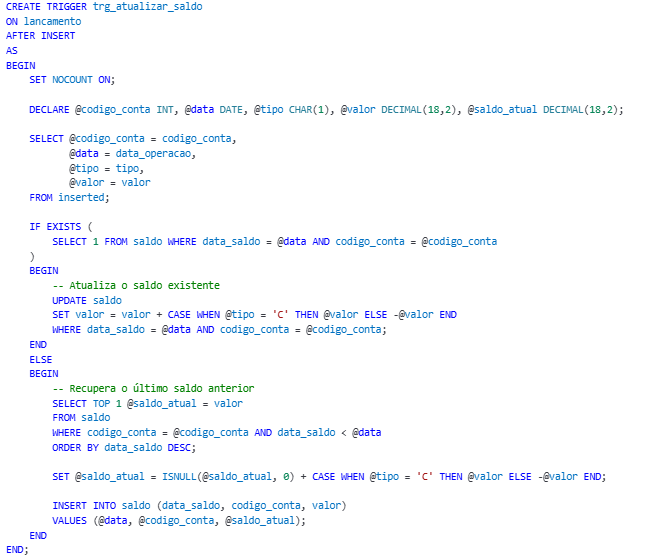 CREATE TRIGGER trg_atualizar_saldo
ON lancamento
AFTER INSERT
AS
BEGIN
    SET NOCOUNT ON;

    DECLARE @codigo_conta INT, @data DATE, @tipo CHAR(1), @valor DECIMAL(18,2), @saldo_atual DECIMAL(18,2);

    SELECT @codigo_conta = codigo_conta,
           @data = data_operacao,
           @tipo = tipo,
           @valor = valor
    FROM inserted;

    IF EXISTS (
        SELECT 1 FROM saldo WHERE data_saldo = @data AND codigo_conta = @codigo_conta
    )
    BEGIN
        -- Atualiza o saldo existente
        UPDATE saldo
        SET valor = valor + CASE WHEN @tipo = 'C' THEN @valor ELSE -@valor END
        WHERE data_saldo = @data AND codigo_conta = @codigo_conta;
    END
    ELSE
    BEGIN
        -- Recupera o último saldo anterior
        SELECT TOP 1 @saldo_atual = valor
        FROM saldo
        WHERE codigo_conta = @codigo_conta AND data_saldo < @data
        ORDER BY data_saldo DESC;

        SET @saldo_atual = ISNULL(@saldo_atual, 0) + CASE WHEN @tipo = 'C' THEN @valor ELSE -@valor END;

        INSERT INTO saldo (data_saldo, codigo_conta, valor)
        VALUES (@data, @codigo_conta, @saldo_atual);
    END
END;